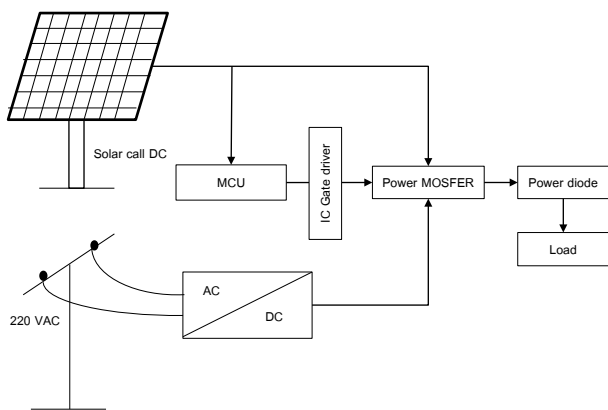 Solar call DC
MCU
IC Gate driver
Power MOSFER
Power diode
Load
220 VAC
AC
DC